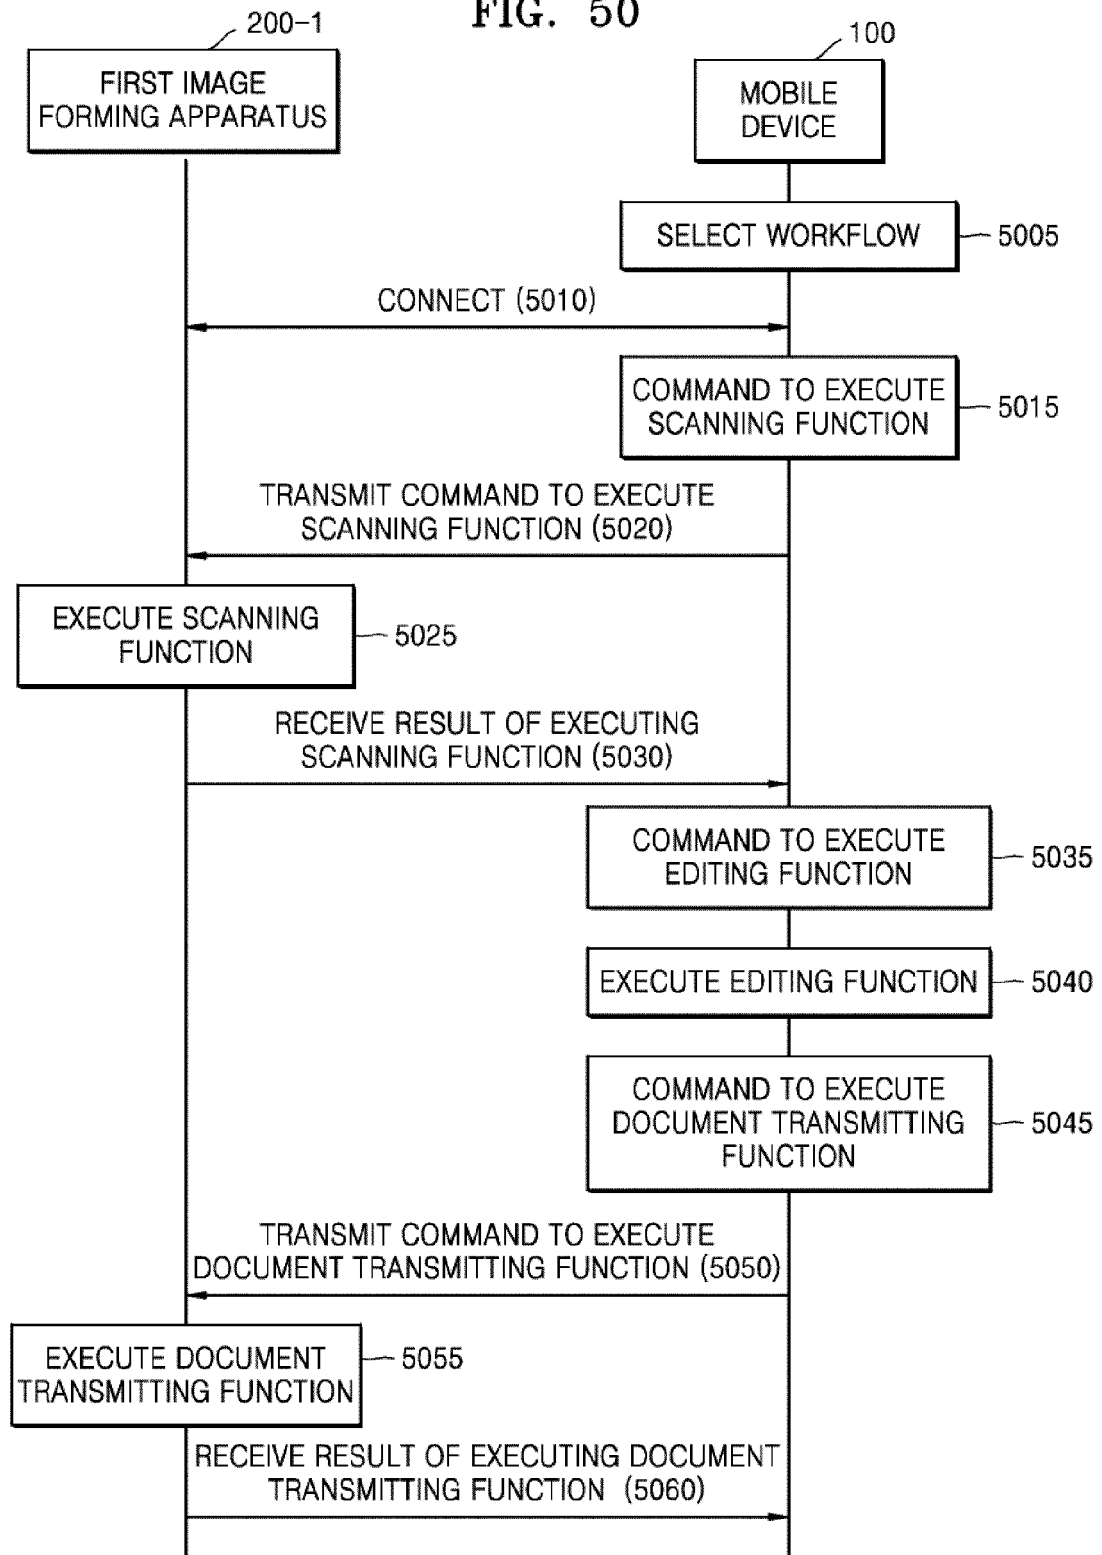 FIG. 50
200-1
100
FIRST IMAGE
FORMING APPARATUS
MOBILE
DEVICE
SELECT WORKFLOW
5005
CONNECT (5010)
COMMAND TO EXECUTE
SCANNING FUNCTION
5015
TRANSMIT COMMAND TO EXECUTE
SCANNING FUNCTION (5020)
EXECUTE SCANNING
FUNCTION
5025
RECEIVE RESULT OF EXECUTING
SCANNING FUNCTION (5030)
COMMAND TO EXECUTE
EDITING FUNCTION
5035
EXECUTE EDITING FUNCTION
5040
COMMAND TO EXECUTE
DOCUMENT TRANSMITTING
FUNCTION
5045
TRANSMIT COMMAND TO EXECUTE
DOCUMENT TRANSMITTING FUNCTION (5050)
EXECUTE DOCUMENT
TRANSMITTING FUNCTION
5055
RECEIVE RESULT OF EXECUTING DOCUMENT
TRANSMITTING FUNCTION (5060)